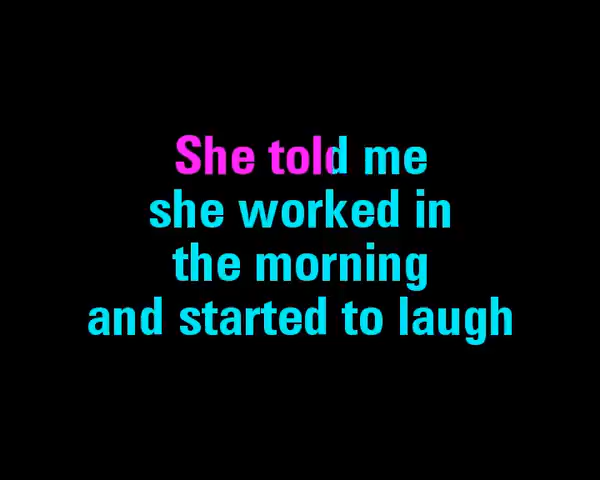 She told me
she worked in
the morning
and started to laugh